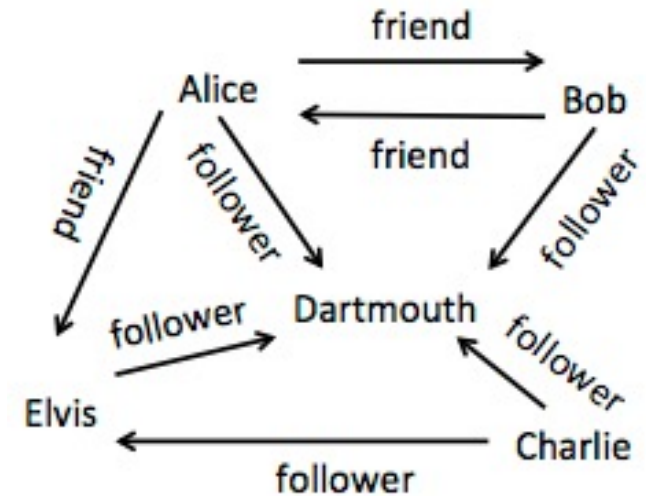 friend
Alice
Bob
friend
friend
follower
follower
Dartmouth
follower
follower
Elvis
Charlie
follower